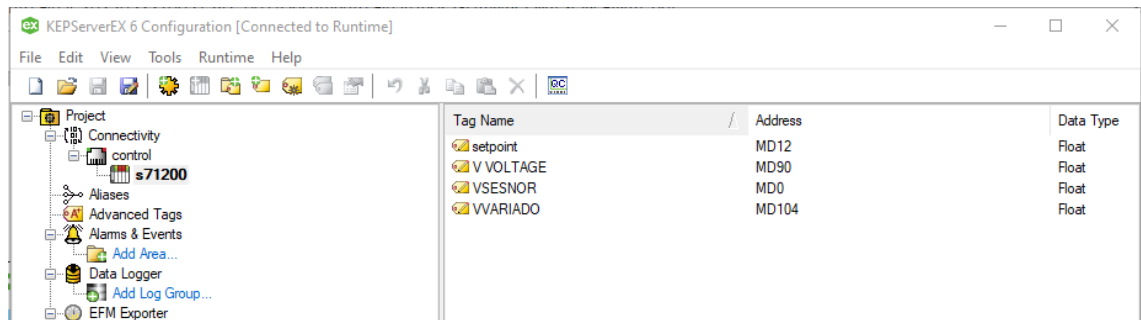 KEPServerEX 6 Configuration [Connected to Runtime]
File Edit View Tools Runtime Help
Project
Connectivity
control
s71200
Aliases
Advanced Tags
Alarms & Events
Add Area...
Data Logger
Add Log Group...
EFM Exporter
Tag Name Address Data Type
setpoint MD12 Float
V VOLTAGE MD90 Float
VSESNOR MD0 Float
VVARIADO MD104 Float